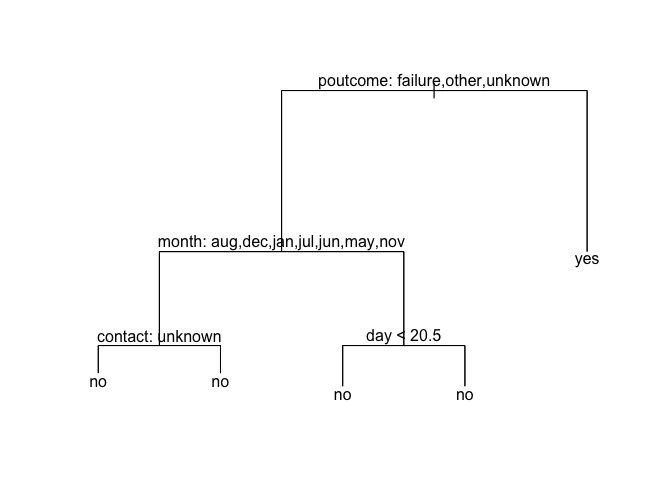 poutcome: failure,other,unknown
month: aug,dec,jan,jul,jun,may,nov
yes
contact: unknown
day < 20.5
no
no
no
no